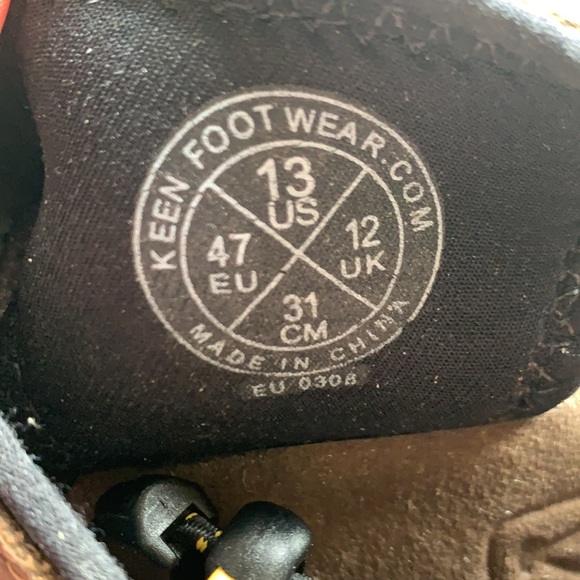 KEEN FOOTWEAR.COM
13
US
47
EU
12
UK
31
CM
MADE IN CHINA
EU 0308